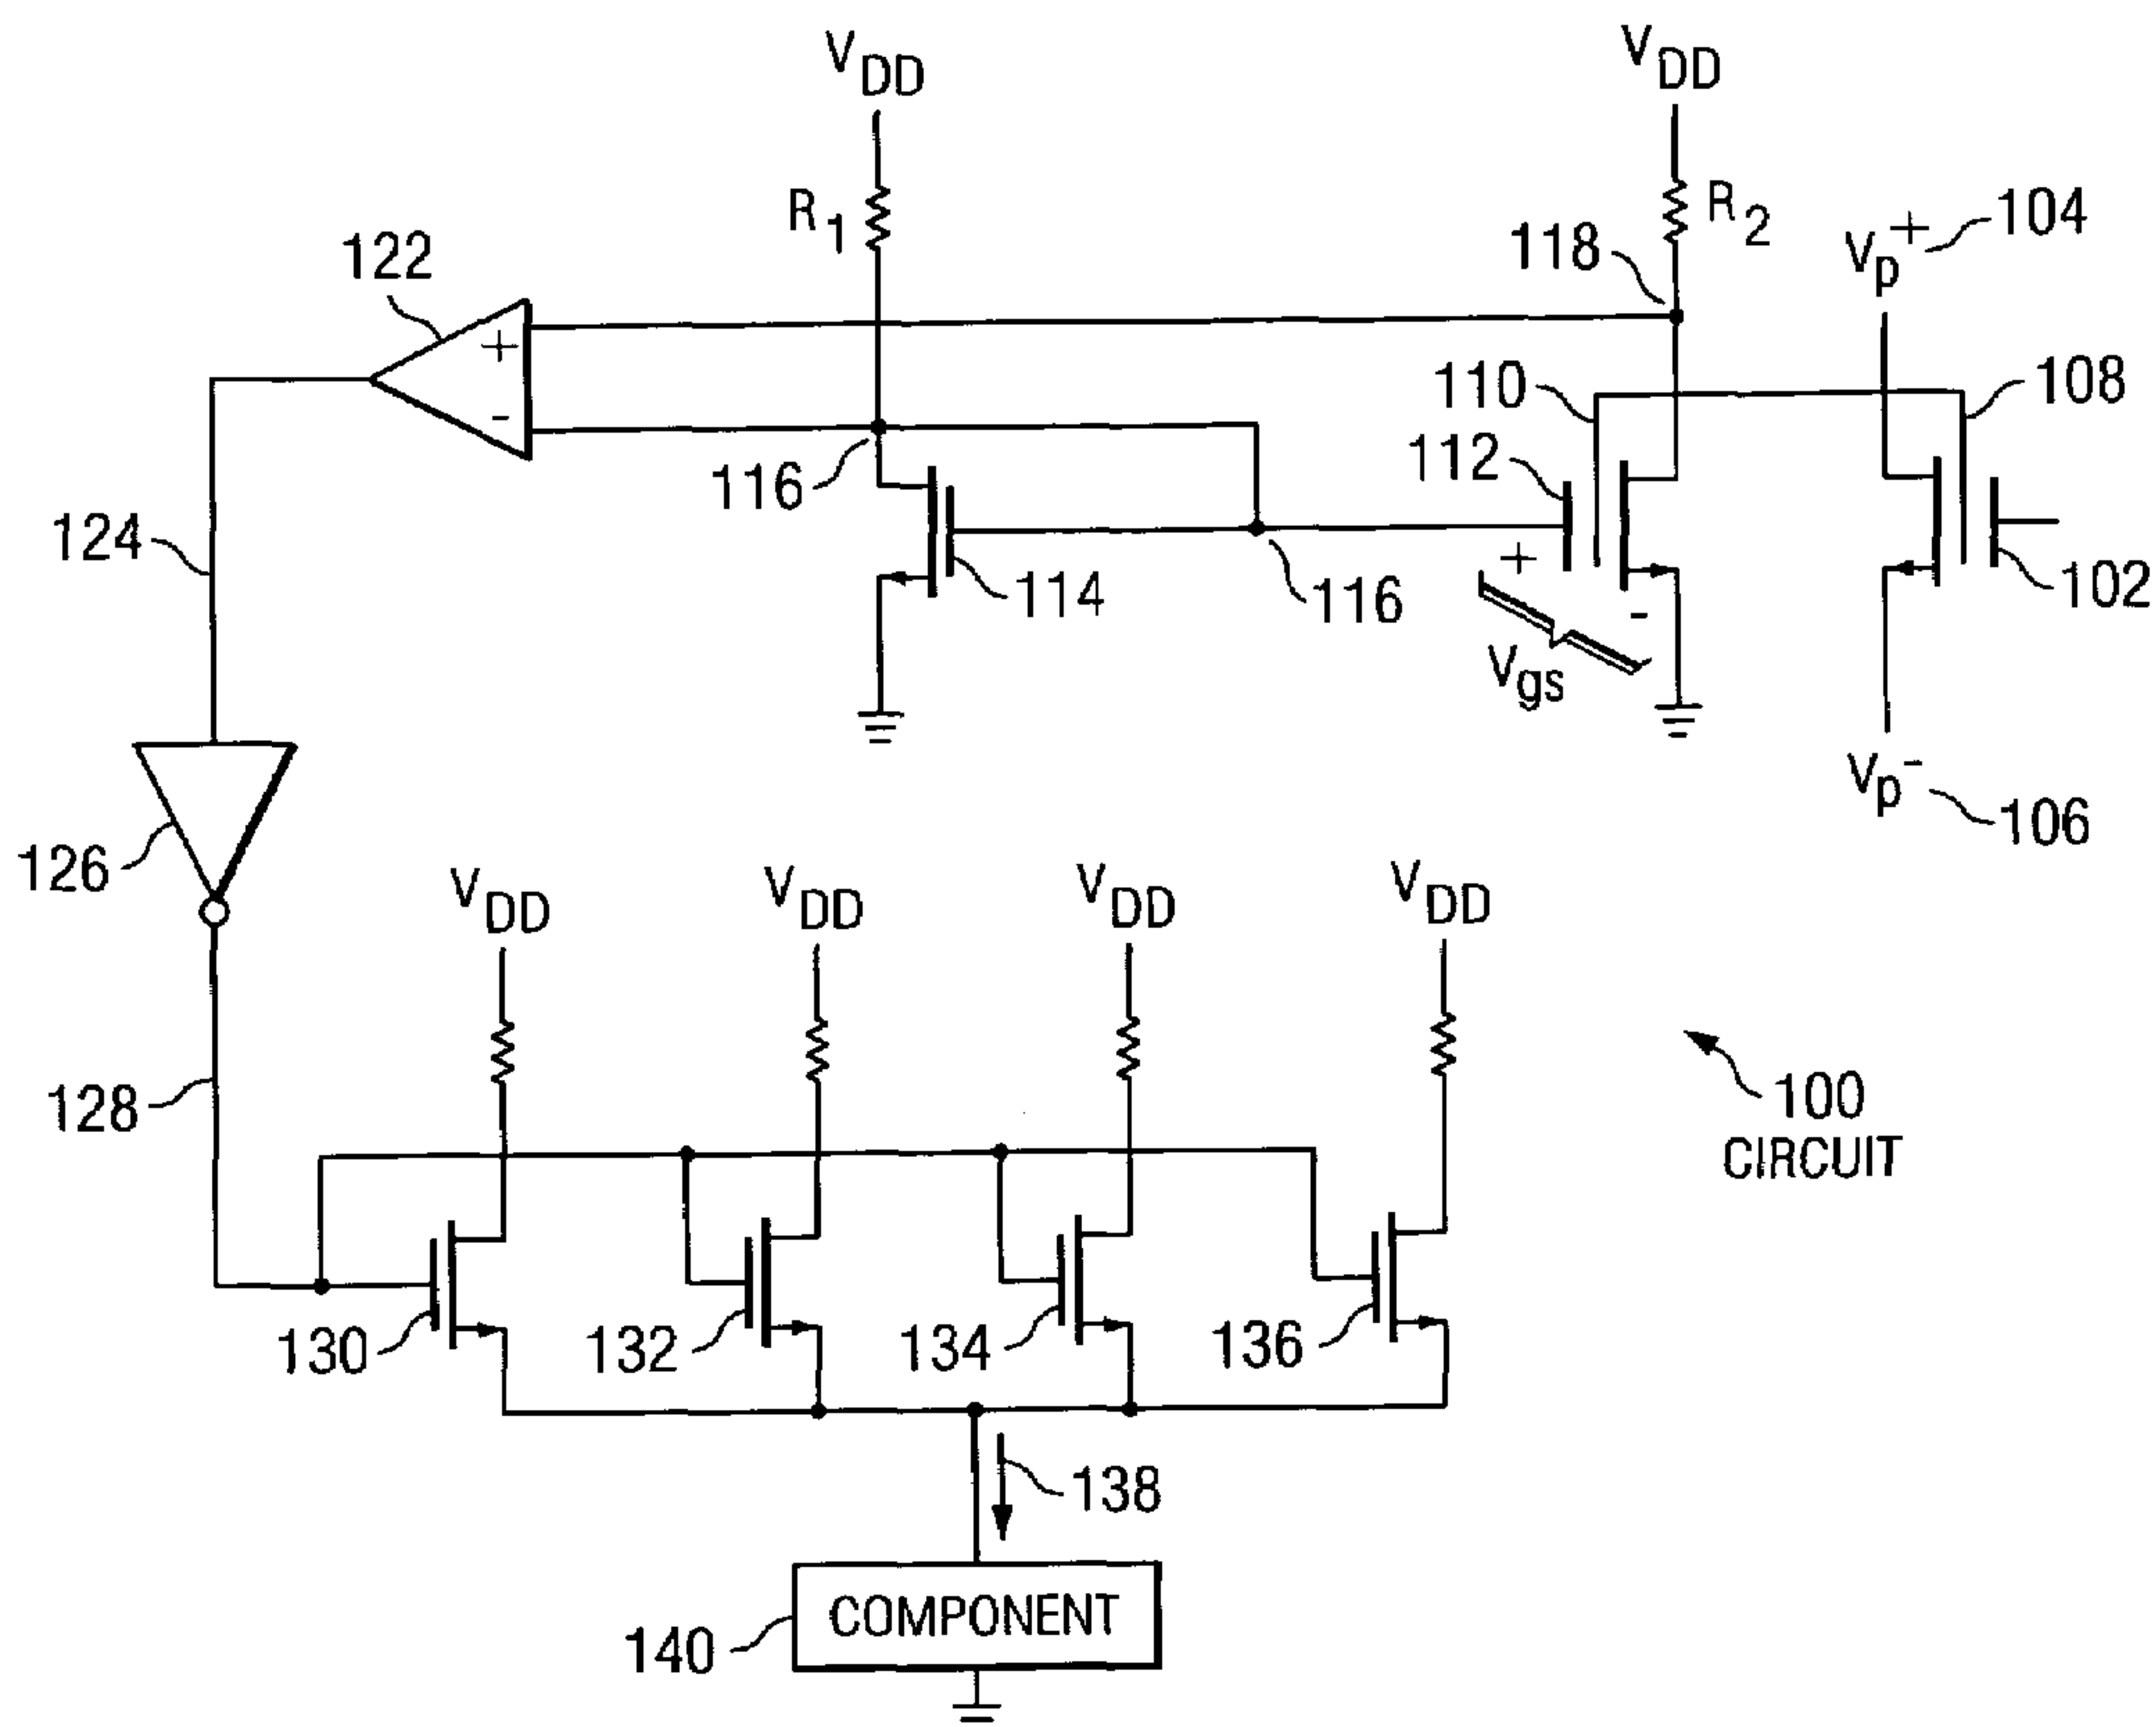 VDD
VDD
R1
R2
104
Vp+
118
122
+
-
110
108
112
116
102
124
114
116
+
-
Vgs
Vp-
106
126
VDD
VDD
VDD
VDD
128
100
CIRCUIT
130
132
134
136
138
COMPONENT
140